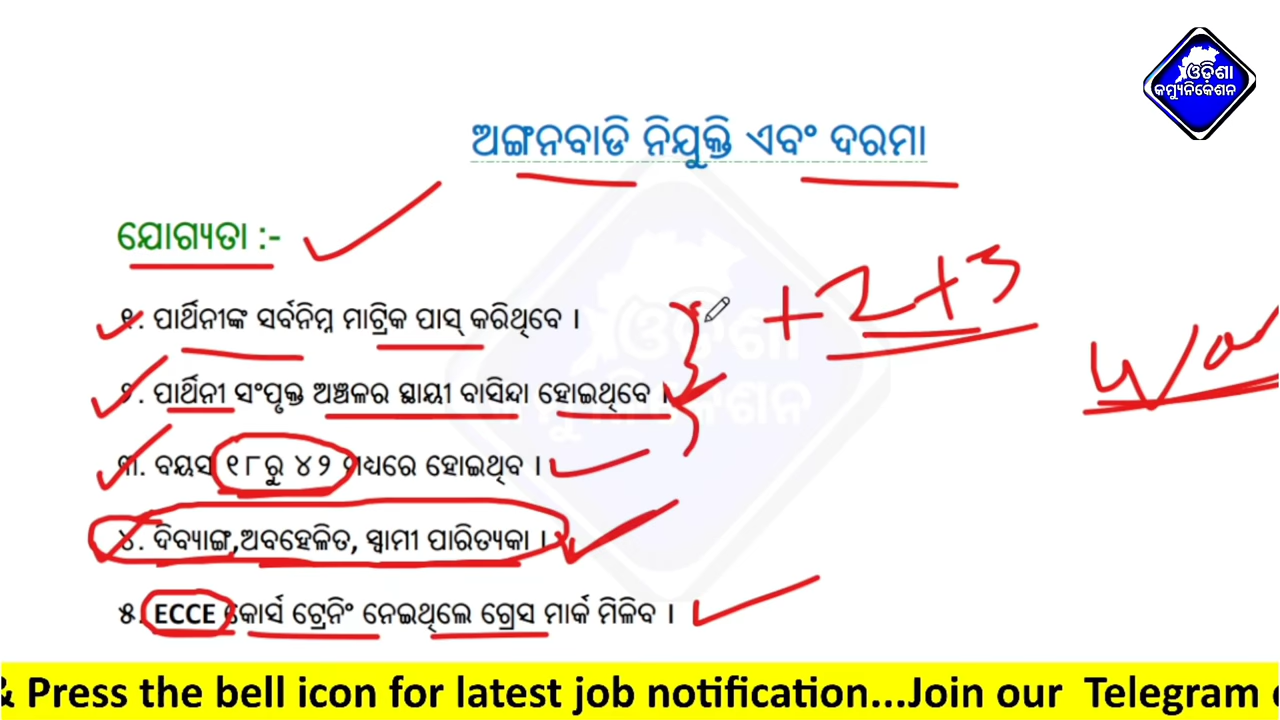 ଓଡ଼ିଶା
କମ୍ୟୁନିକେଶନ
ଅଙ୍ଗନବାଡି ନିଯୁକ୍ତି ଏବଂ ଦରମା
ଯୋଗ୍ୟତା :-
୧. ପାର୍ଥିନୀଙ୍କ ସର୍ବନିମ୍ନ ମାଟ୍ରିକ ପାସ୍ କରିଥିବେ ।
+2+3
୨. ପାର୍ଥିନୀ ସଂପୃକ୍ତ ଅଞ୍ଚଳର ସ୍ଥାୟୀ ବାସିନ୍ଦା ହୋଇଥିବେ ।
୩. ବୟସ ୧୮ରୁ ୪୨ ମଧ୍ୟରେ ହୋଇଥିବ ।
୪. ଦିବ୍ୟାଙ୍ଗ,ଅବହେଳିତ, ସ୍ୱାମୀ ପାରିତ୍ୟକା ।
୫. ECCE କୋର୍ସ ଟ୍ରେନିଂ ନେଇଥିଲେ ଗ୍ରେସ ମାର୍କ ମିଳିବ ।
& Press the bell icon for latest job notification...Join our Telegram